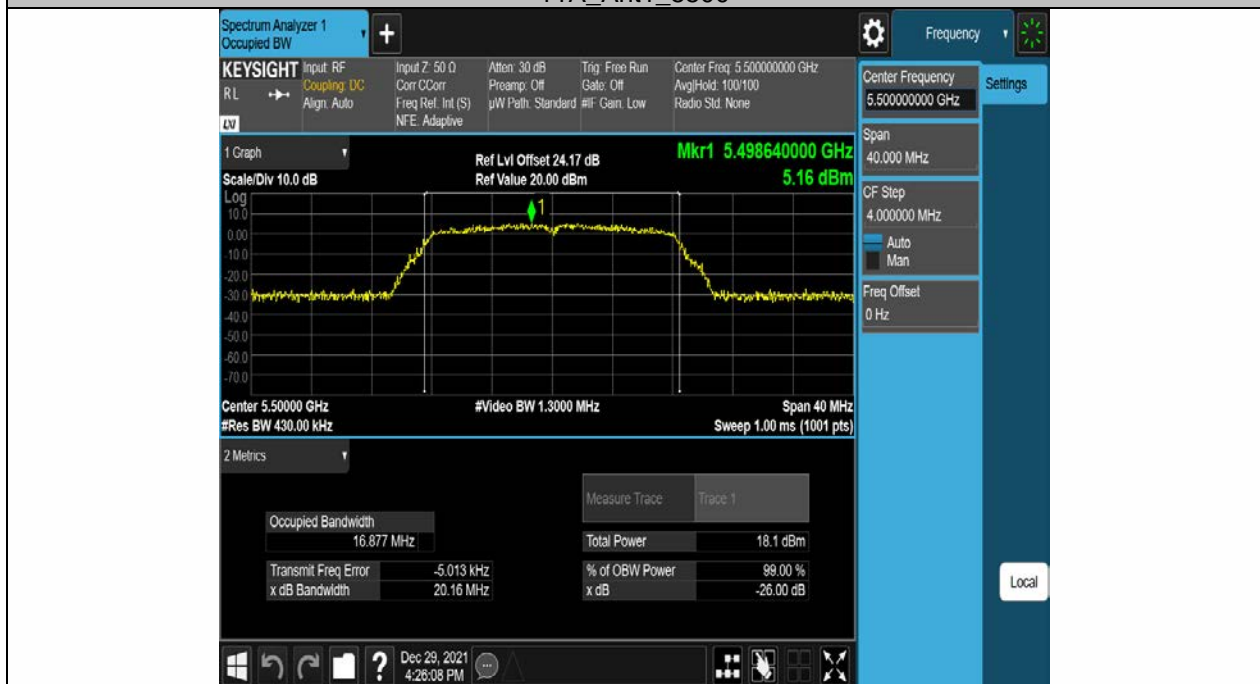 Spectrum Analyzer 1
Occupied BW
+
Frequency
KEYSIGHT
RL
LXI
Input: RF
Coupling: DC
Align: Auto
Input Z: 50 Ω
Corr CCorr
Freq Ref: Int (S)
NFE: Adaptive
Atten: 30 dB
Preamp: Off
µW Path: Standard
Trig: Free Run
Gate: Off
#IF Gain: Low
Center Freq: 5.500000000 GHz
Avg|Hold: 100/100
Radio Std: None
Center Frequency
5.500000000 GHz
Settings
Span
40.000 MHz
CF Step
4.000000 MHz
Auto
Man
Freq Offset
0 Hz
1 Graph
Scale/Div 10.0 dB
Ref Lvl Offset 24.17 dB
Ref Value 20.00 dBm
Mkr1 5.498640000 GHz
5.16 dBm
Log
10.0
0.00
-10.0
-20.0
-30.0
-40.0
-50.0
-60.0
-70.0
1
Center 5.50000 GHz
#Video BW 1.3000 MHz
Span 40 MHz
#Res BW 430.00 kHz
Sweep 1.00 ms (1001 pts)
2 Metrics
Measure Trace
Trace 1
Occupied Bandwidth
16.877 MHz
Total Power
18.1 dBm
Transmit Freq Error
-5.013 kHz
% of OBW Power
99.00 %
x dB Bandwidth
20.16 MHz
x dB
-26.00 dB
Local
?
Dec 29, 2021
4:26:08 PM